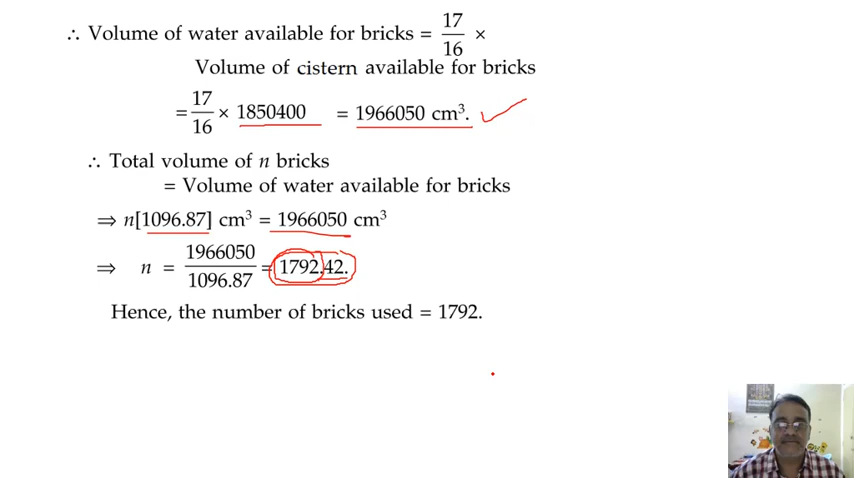 ∴ Volume of water available for bricks = 17/16 ×
Volume of cistern available for bricks
= 17/16 × 1850400 = 1966050 cm³.
∴ Total volume of n bricks
= Volume of water available for bricks
⇒ n[1096.87] cm³ = 1966050 cm³
⇒ n = 1966050/1096.87 = 1792.42.
Hence, the number of bricks used = 1792.